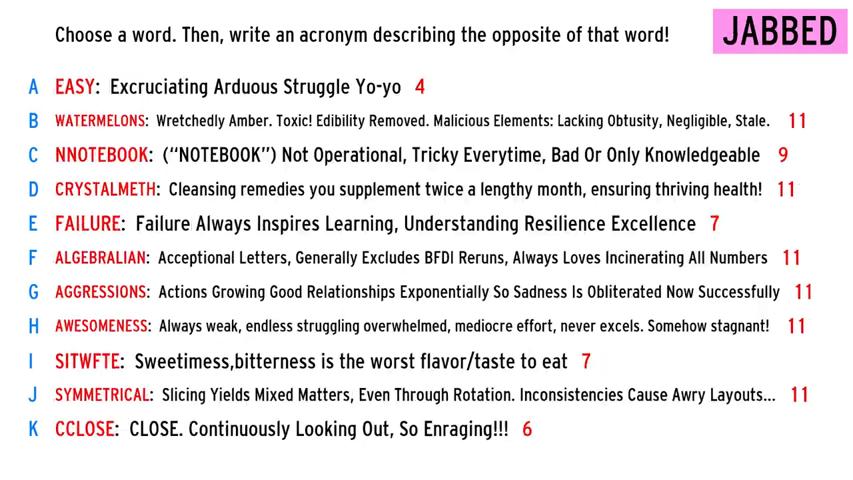 Choose a word. Then, write an acronym describing the opposite of that word!
JABBED
A EASY: Excruciating Arduous Struggle Yo-yo 4
B WATERMELONS: Wretchedly Amber. Toxic! Edibility Removed. Malicious Elements: Lacking Obtusity, Negligible, Stale. 11
C NNOTEBOOK: (“NOTEBOOK”) Not Operational, Tricky Everytime, Bad Or Only Knowledgeable 9
D CRYSTALMETH: Cleansing remedies you supplement twice a lengthy month, ensuring thriving health! 11
E FAILURE: Failure Always Inspires Learning, Understanding Resilience Excellence 7
F ALGEBRALIAN: Acceptional Letters, Generally Excludes BFDI Reruns, Always Loves Incinerating All Numbers 11
G AGGRESSIONS: Actions Growing Good Relationships Exponentially So Sadness Is Obliterated Now Successfully 11
H AWESOMENESS: Always weak, endless struggling overwhelmed, mediocre effort, never excels. Somehow stagnant! 11
I SITWFTE: Sweetimess,bitterness is the worst flavor/taste to eat 7
J SYMMETRICAL: Slicing Yields Mixed Matters, Even Through Rotation. Inconsistencies Cause Awry Layouts... 11
K CCLOSE: CLOSE. Continuously Looking Out, So Enraging!!! 6